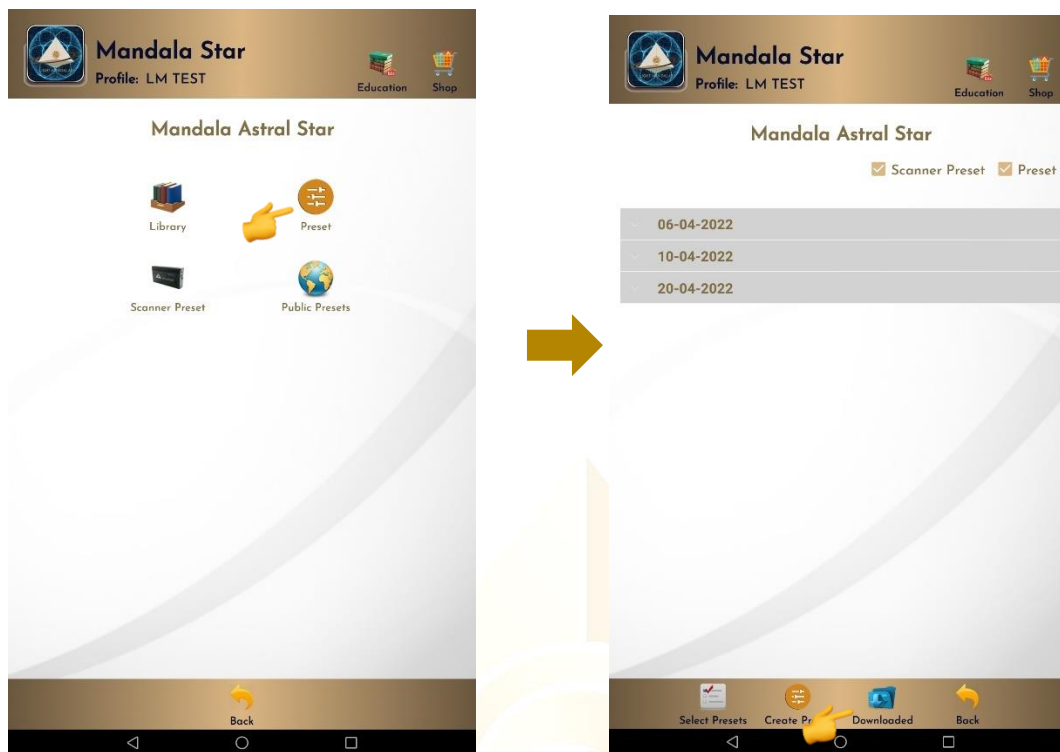 Mandala Star
Profile: LM TEST
Education
Shop
Mandala Astral Star
Library
Preset
Scanner Preset
Public Presets
Back
Mandala Star
Profile: LM TEST
Education
Shop
Mandala Astral Star
Scanner Preset
Preset
06-04-2022
10-04-2022
20-04-2022
Select Presets
Create Pr
Downloaded
Back